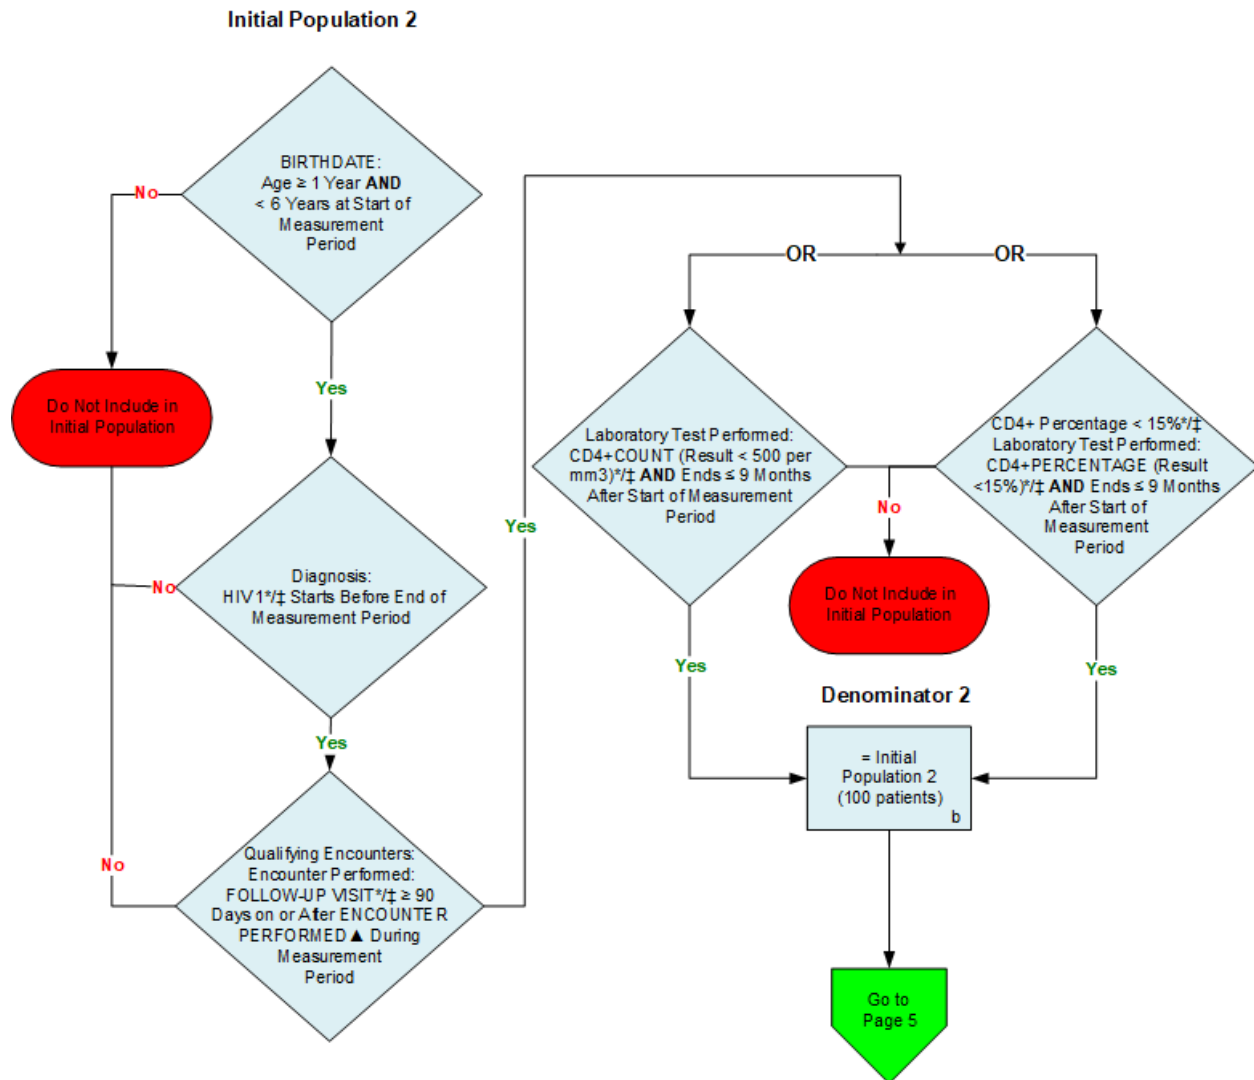 Initial Population 2
BIRTHDATE:
Age ≥ 1 Year AND
< 6 Years at Start of
Measurement
Period
No
Yes
Do Not Include in
Initial Population
Diagnosis:
HIV 1*/‡ Starts Before End of
Measurement Period
No
Yes
Qualifying Encounters:
Encounter Performed:
FOLLOW-UP VISIT*/‡ ≥ 90
Days on or After ENCOUNTER
PERFORMED▲ During
Measurement
Period
No
Yes
OR
OR
Laboratory Test Performed:
CD4+COUNT (Result < 500 per
mm3)*/‡ AND Ends ≤ 9 Months
After Start of Measurement
Period
CD4+ Percentage < 15%*/‡
Laboratory Test Performed:
CD4+PERCENTAGE (Result
<15%)*/‡ AND Ends ≤ 9 Months
After Start of
Measurement
Period
No
Do Not Include in
Initial Population
Yes
Yes
Denominator 2
= Initial
Population 2
(100 patients)
b
Go to
Page 5